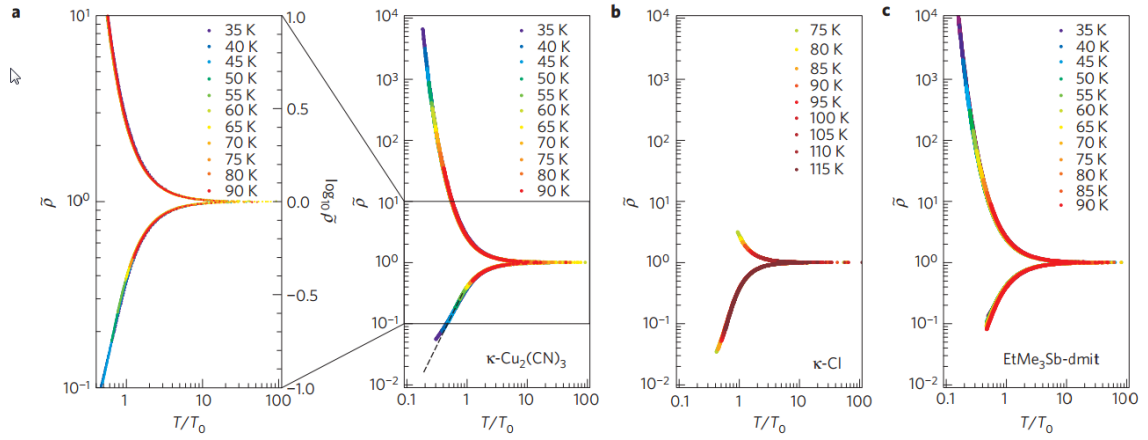 a
10¹
10⁰
10⁻¹
ρ̃
1
10
100
T/T₀
35 K
40 K
45 K
50 K
55 K
60 K
65 K
70 K
75 K
80 K
90 K
1.0
0.5
0.0
−0.5
−1.0
log₁₀ ρ̃
10⁴
10³
10²
10¹
10⁰
10⁻¹
10⁻²
ρ̃
0.1
1
10
100
T/T₀
35 K
40 K
45 K
50 K
55 K
60 K
65 K
70 K
75 K
80 K
90 K
κ-Cu₂(CN)₃
b
10⁴
10³
10²
10¹
10⁰
10⁻¹
10⁻²
ρ̃
0.1
1
10
100
T/T₀
75 K
80 K
85 K
90 K
95 K
100 K
105 K
110 K
115 K
κ-Cl
c
10⁴
10³
10²
10¹
10⁰
10⁻¹
10⁻²
ρ̃
0.1
1
10
100
T/T₀
35 K
40 K
45 K
50 K
55 K
60 K
65 K
70 K
75 K
80 K
85 K
90 K
EtMe₃Sb-dmit